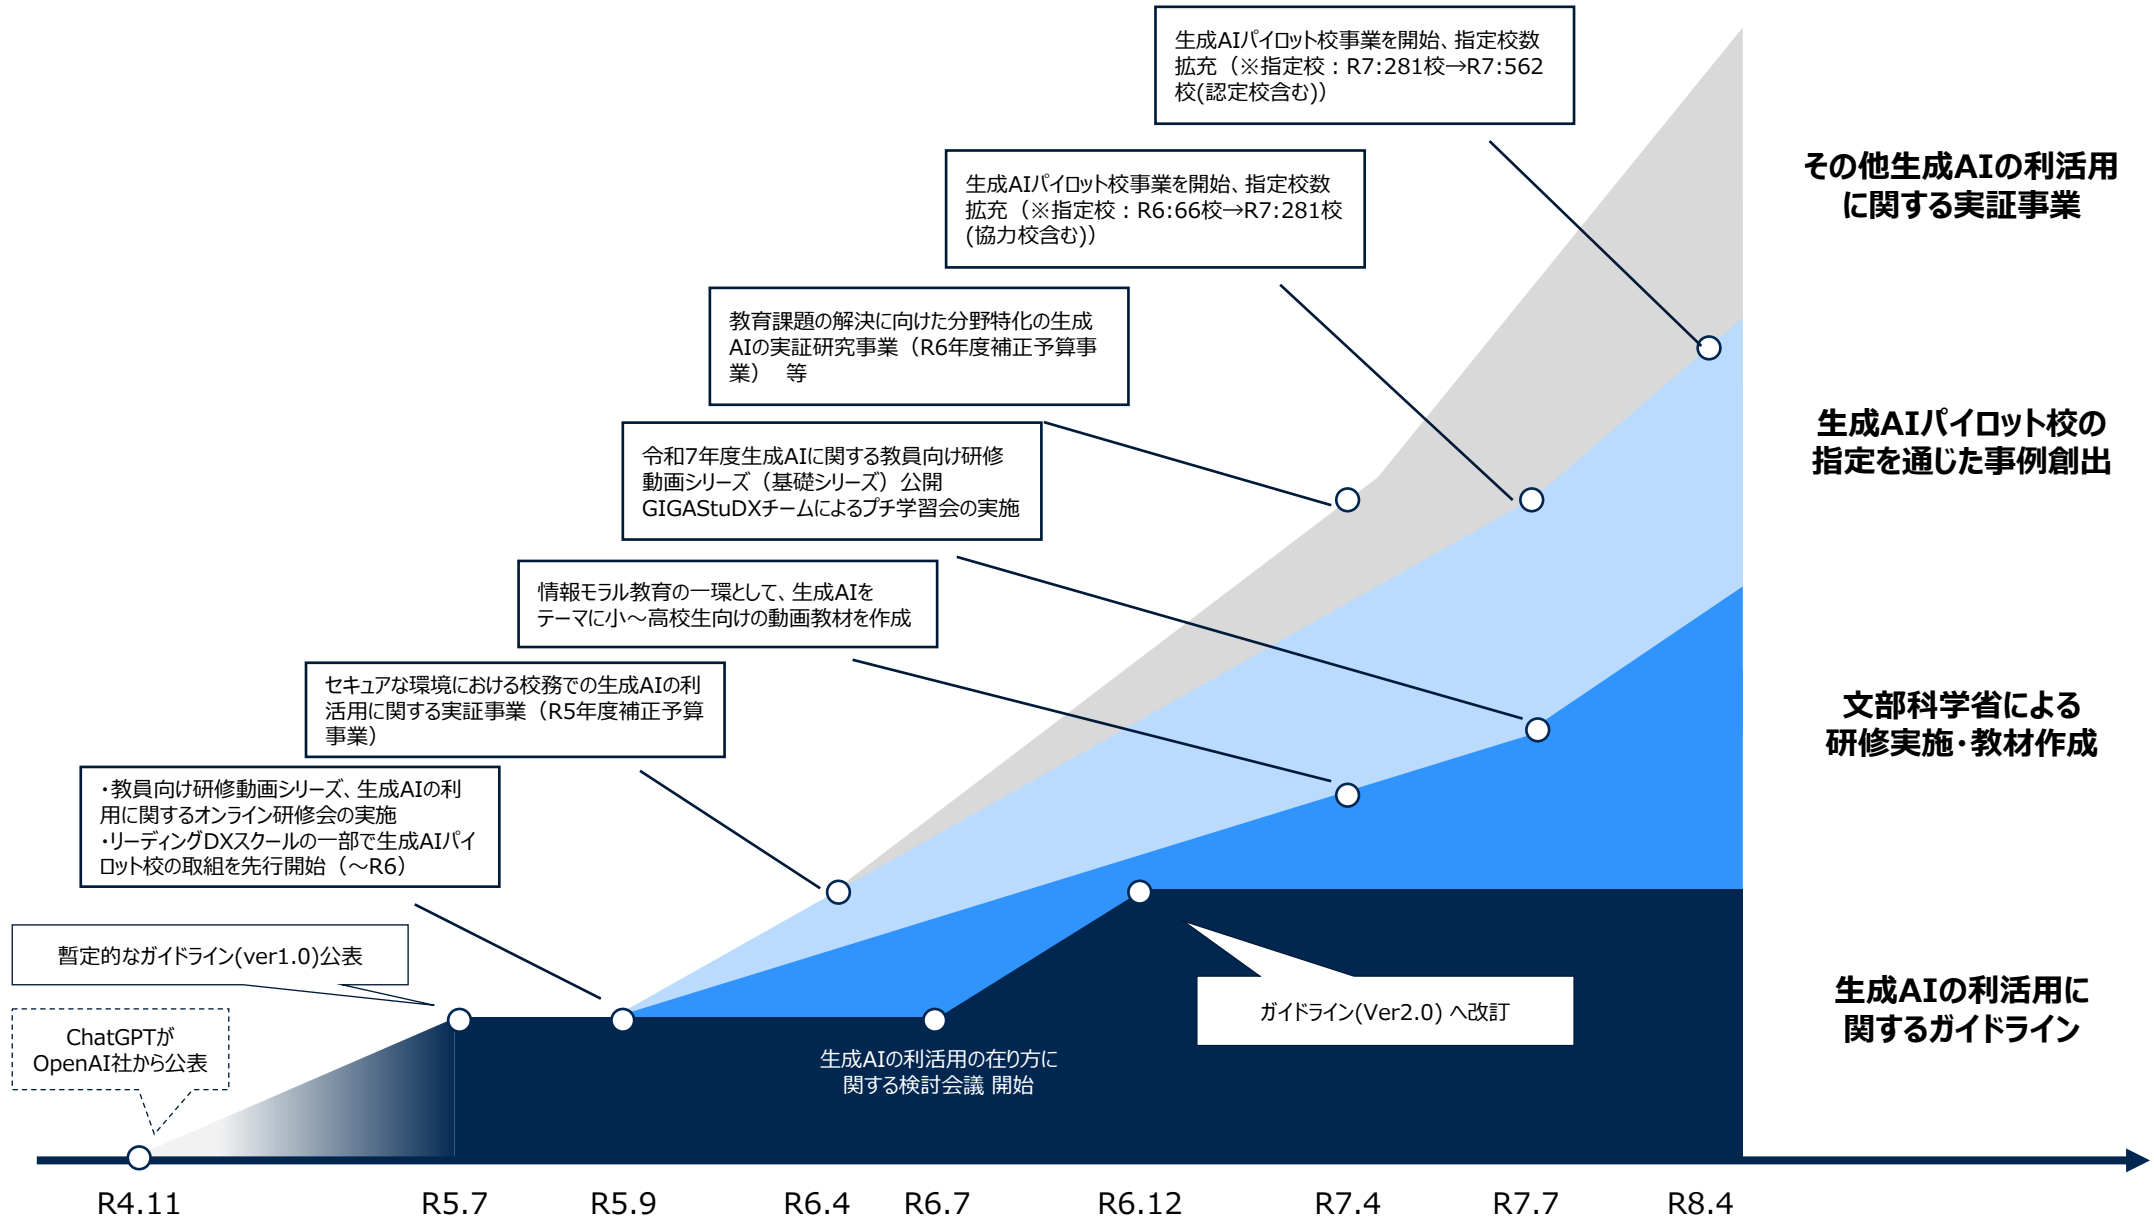 生成AIパイロット校事業を開始、指定校数
拡充（※指定校：R7:281校→R7:562
校(認定校含む)）
生成AIパイロット校事業を開始、指定校数
拡充（※指定校：R6:66校→R7:281校
(協力校含む)）
教育課題の解決に向けた分野特化の生成
AIの実証研究事業（R6年度補正予算事
業）　等
令和7年度生成AIに関する教員向け研修
動画シリーズ（基礎シリーズ）公開
GIGAStuDXチームによるプチ学習会の実施
情報モラル教育の一環として、生成AIを
テーマに小～高校生向けの動画教材を作成
セキュアな環境における校務での生成AIの利
活用に関する実証事業（R5年度補正予算
事業）
・教員向け研修動画シリーズ、生成AIの利
用に関するオンライン研修会の実施
・リーディングDXスクールの一部で生成AIパイ
ロット校の取組を先行開始（～R6）
暫定的なガイドライン(ver1.0)公表
ChatGPTが
OpenAI社から公表
生成AIの利活用の在り方に
関する検討会議 開始
ガイドライン(Ver2.0) へ改訂
その他生成AIの利活用
に関する実証事業
生成AIパイロット校の
指定を通じた事例創出
文部科学省による
研修実施・教材作成
生成AIの利活用に
関するガイドライン
R4.11
R5.7
R5.9
R6.4
R6.7
R6.12
R7.4
R7.7
R8.4